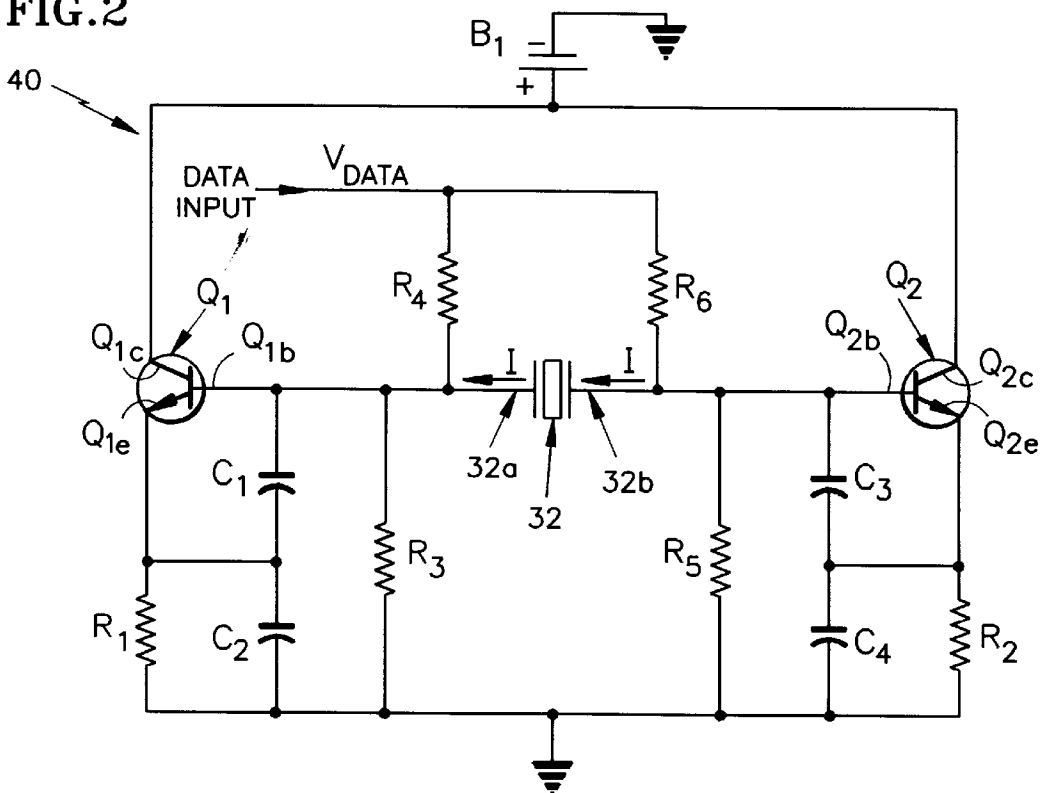 FIG.2
B1
−
+
40
DATA
INPUT
VDATA
R4
R6
Q1
Q2
Q1c
Q1b
Q2b
Q2c
I
I
Q1e
Q2e
32a
32b
32
C1
C3
R3
R5
R1
C2
C4
R2